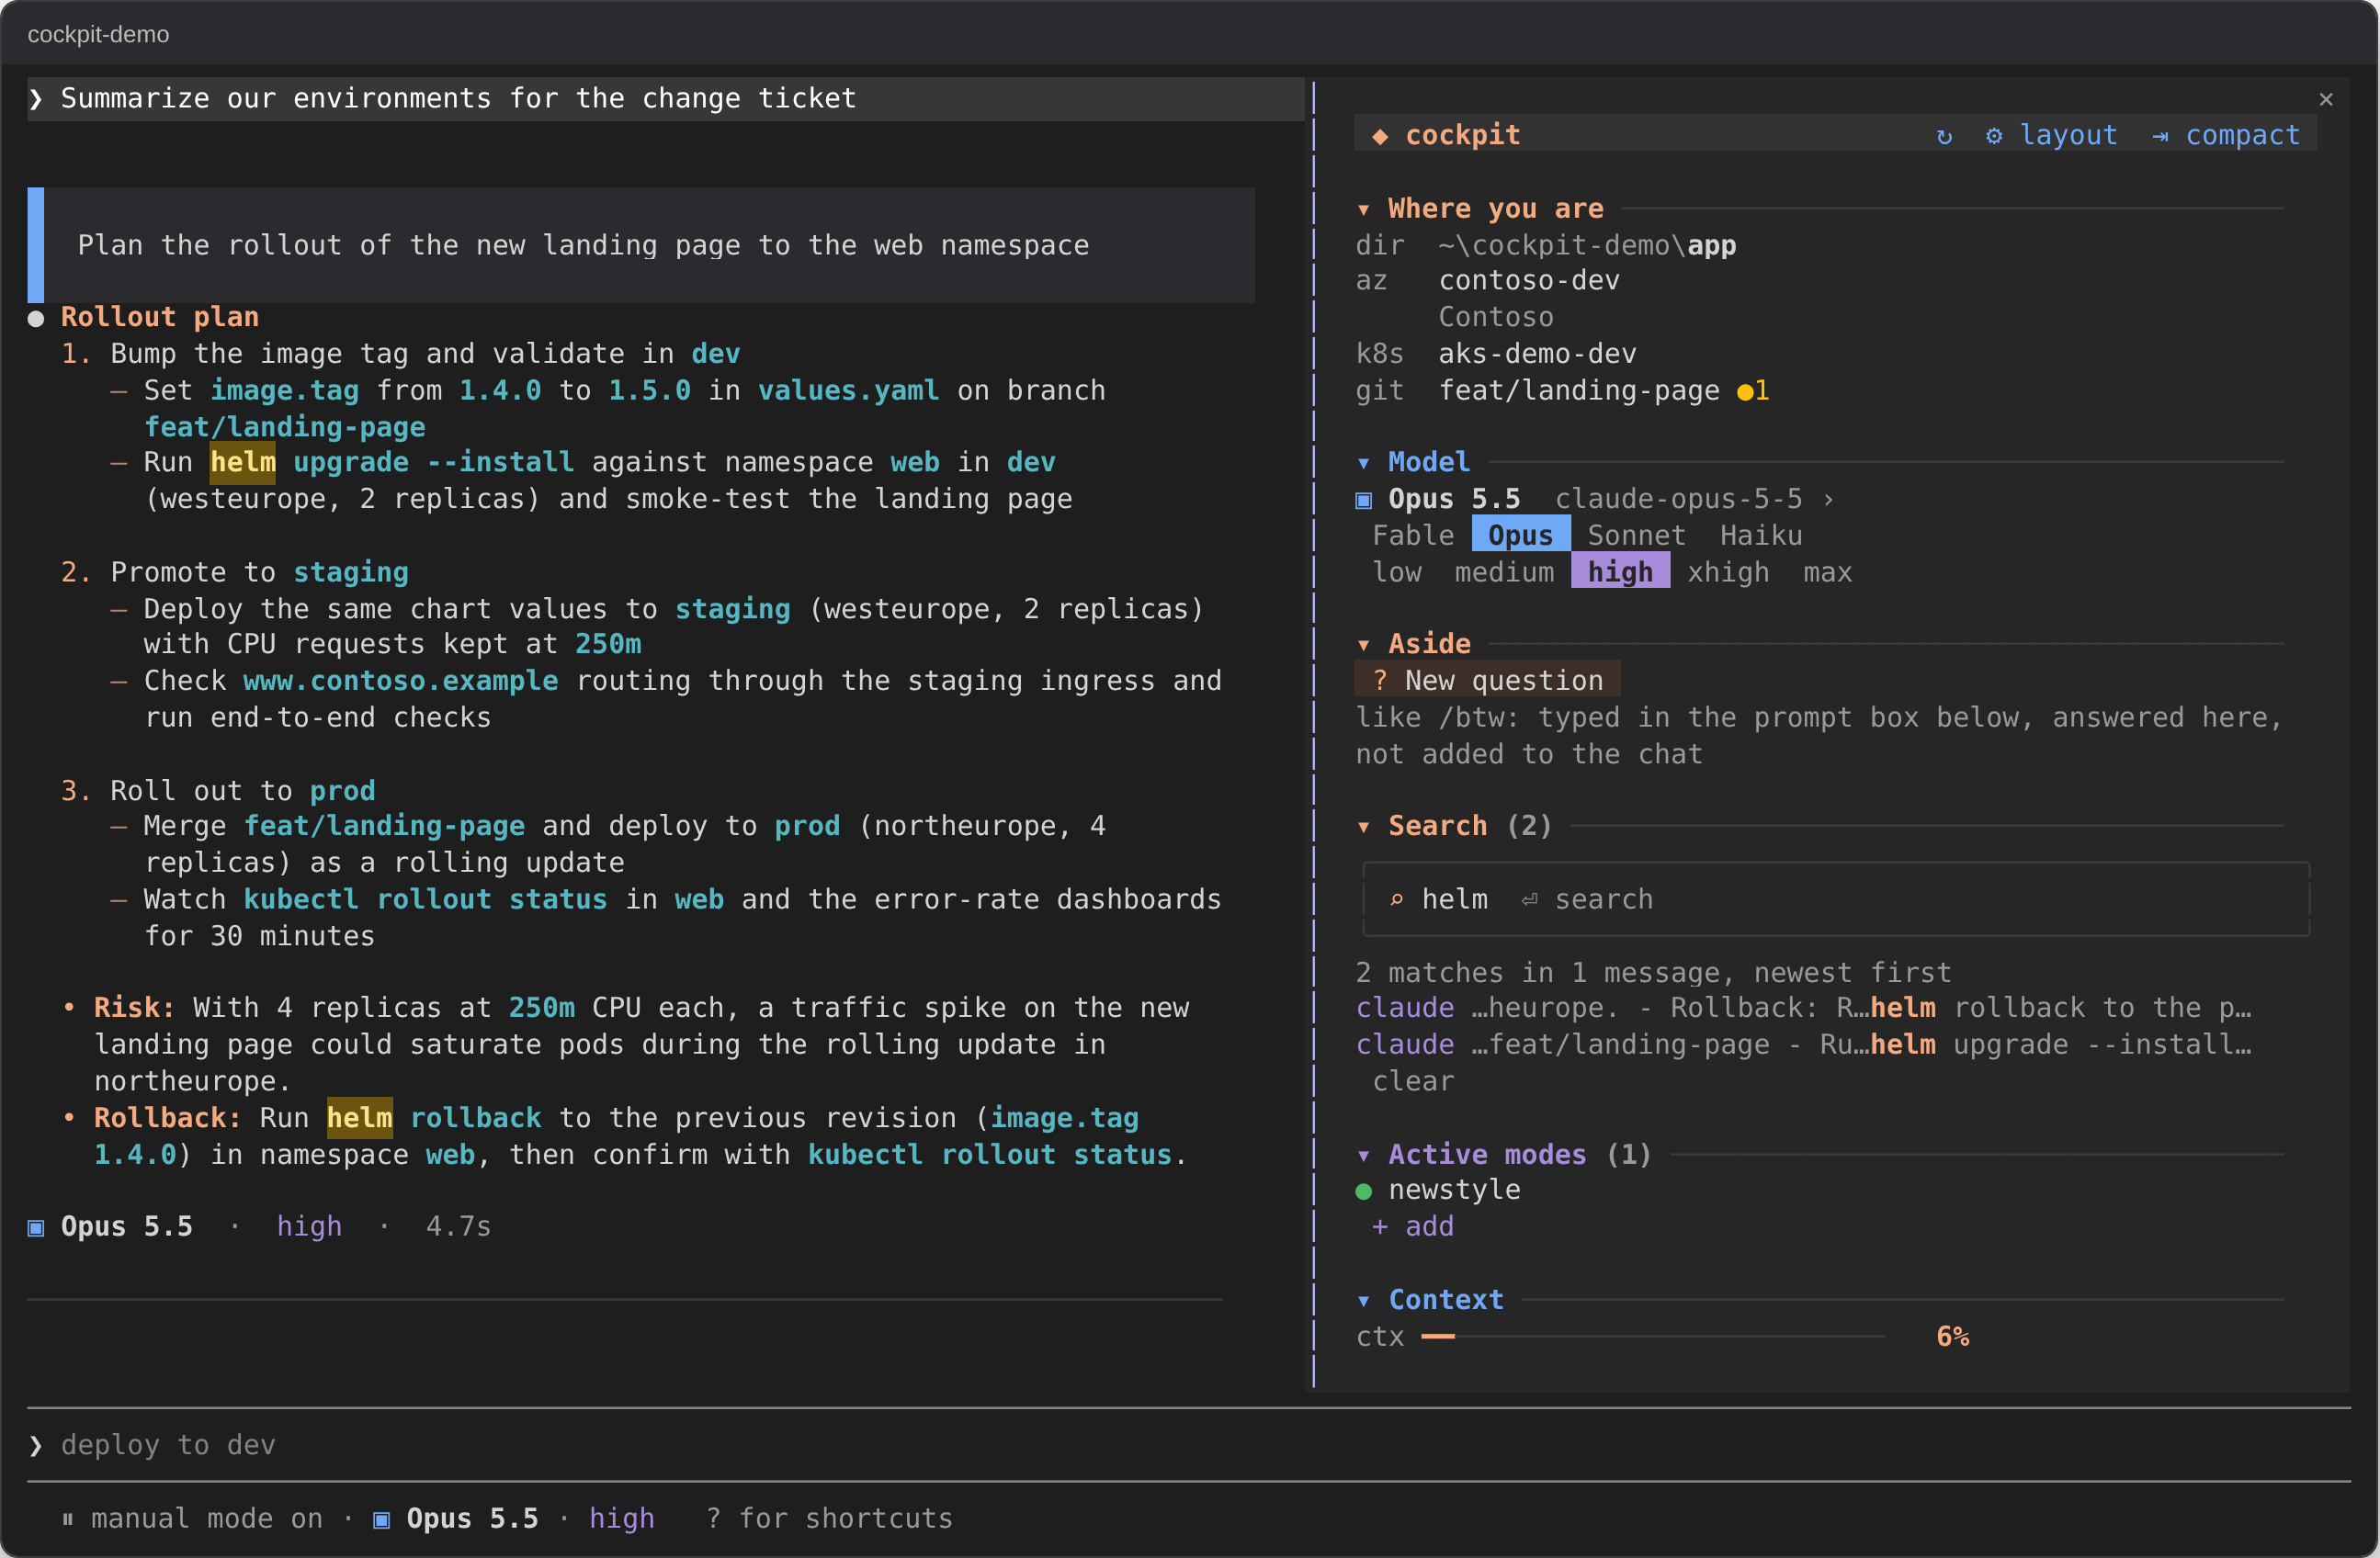 cockpit-demo
❯ Summarize our environments for the change ticket
Plan the rollout of the new landing page to the web namespace
● Rollout plan
1. Bump the image tag and validate in dev
— Set image.tag from 1.4.0 to 1.5.0 in values.yaml on branch
feat/landing-page
— Run helm upgrade --install against namespace web in dev
(westeurope, 2 replicas) and smoke-test the landing page
2. Promote to staging
— Deploy the same chart values to staging (westeurope, 2 replicas)
with CPU requests kept at 250m
— Check www.contoso.example routing through the staging ingress and
run end-to-end checks
3. Roll out to prod
— Merge feat/landing-page and deploy to prod (northeurope, 4
replicas) as a rolling update
— Watch kubectl rollout status in web and the error-rate dashboards
for 30 minutes
• Risk: With 4 replicas at 250m CPU each, a traffic spike on the new
landing page could saturate pods during the rolling update in
northeurope.
• Rollback: Run helm rollback to the previous revision (image.tag
1.4.0) in namespace web, then confirm with kubectl rollout status.
▣ Opus 5.5 · high · 4.7s
×
◆ cockpit ↻ ⚙ layout ⇥ compact
▾ Where you are
dir ~\cockpit-demo\app
az contoso-dev
Contoso
k8s aks-demo-dev
git feat/landing-page ●1
▾ Model
▣ Opus 5.5 claude-opus-5-5 ›
Fable Opus Sonnet Haiku
low medium high xhigh max
▾ Aside
? New question
like /btw: typed in the prompt box below, answered here,
not added to the chat
▾ Search (2)
⌕ helm ⏎ search
2 matches in 1 message, newest first
claude …heurope. - Rollback: R…helm rollback to the p…
claude …feat/landing-page - Ru…helm upgrade --install…
clear
▾ Active modes (1)
● newstyle
+ add
▾ Context
ctx 6%
❯ deploy to dev
⏸ manual mode on · ▣ Opus 5.5 · high ? for shortcuts